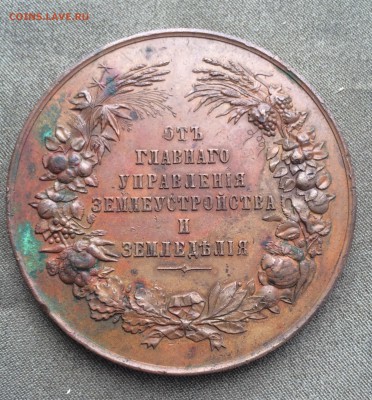 COINS.LAVE.RU
ОТЪ
ГЛАВНАГО
УПРАВЛЕНІЯ
ЗЕМЛЕУСТРОЙСТВА
И
ЗЕМЛЕДѢЛІЯ